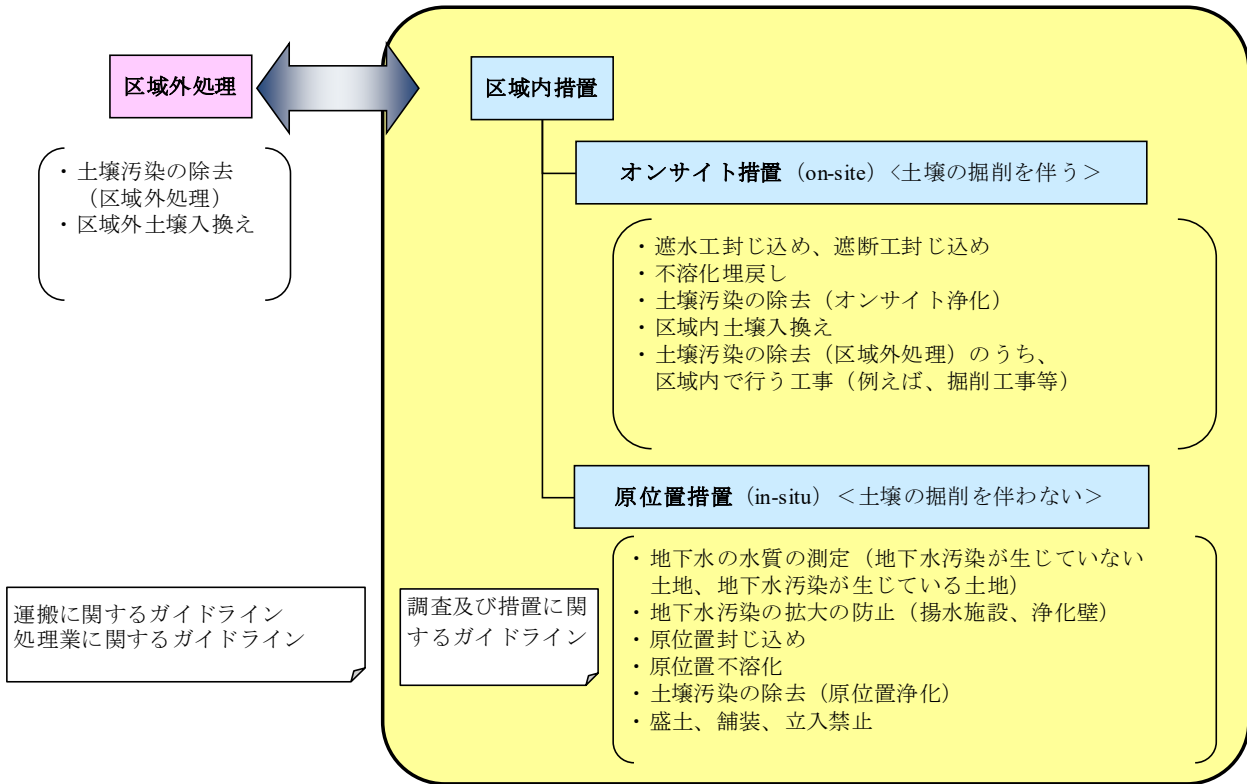 区域外処理
・土壌汚染の除去
（区域外処理）
・区域外土壌入換え
運搬に関するガイドライン
処理業に関するガイドライン
区域内措置
オンサイト措置（on-site）＜土壌の掘削を伴う＞
・遮水工封じ込め、遮断工封じ込め
・不溶化埋戻し
・土壌汚染の除去（オンサイト浄化）
・区域内土壌入換え
・土壌汚染の除去（区域外処理）のうち、
区域内で行う工事（例えば、掘削工事等）
原位置措置（in-situ）＜土壌の掘削を伴わない＞
・地下水の水質の測定（地下水汚染が生じていない
土地、地下水汚染が生じている土地）
・地下水汚染の拡大の防止（揚水施設、浄化壁）
・原位置封じ込め
・原位置不溶化
・土壌汚染の除去（原位置浄化）
・盛土、舗装、立入禁止
調査及び措置に関
するガイドライン